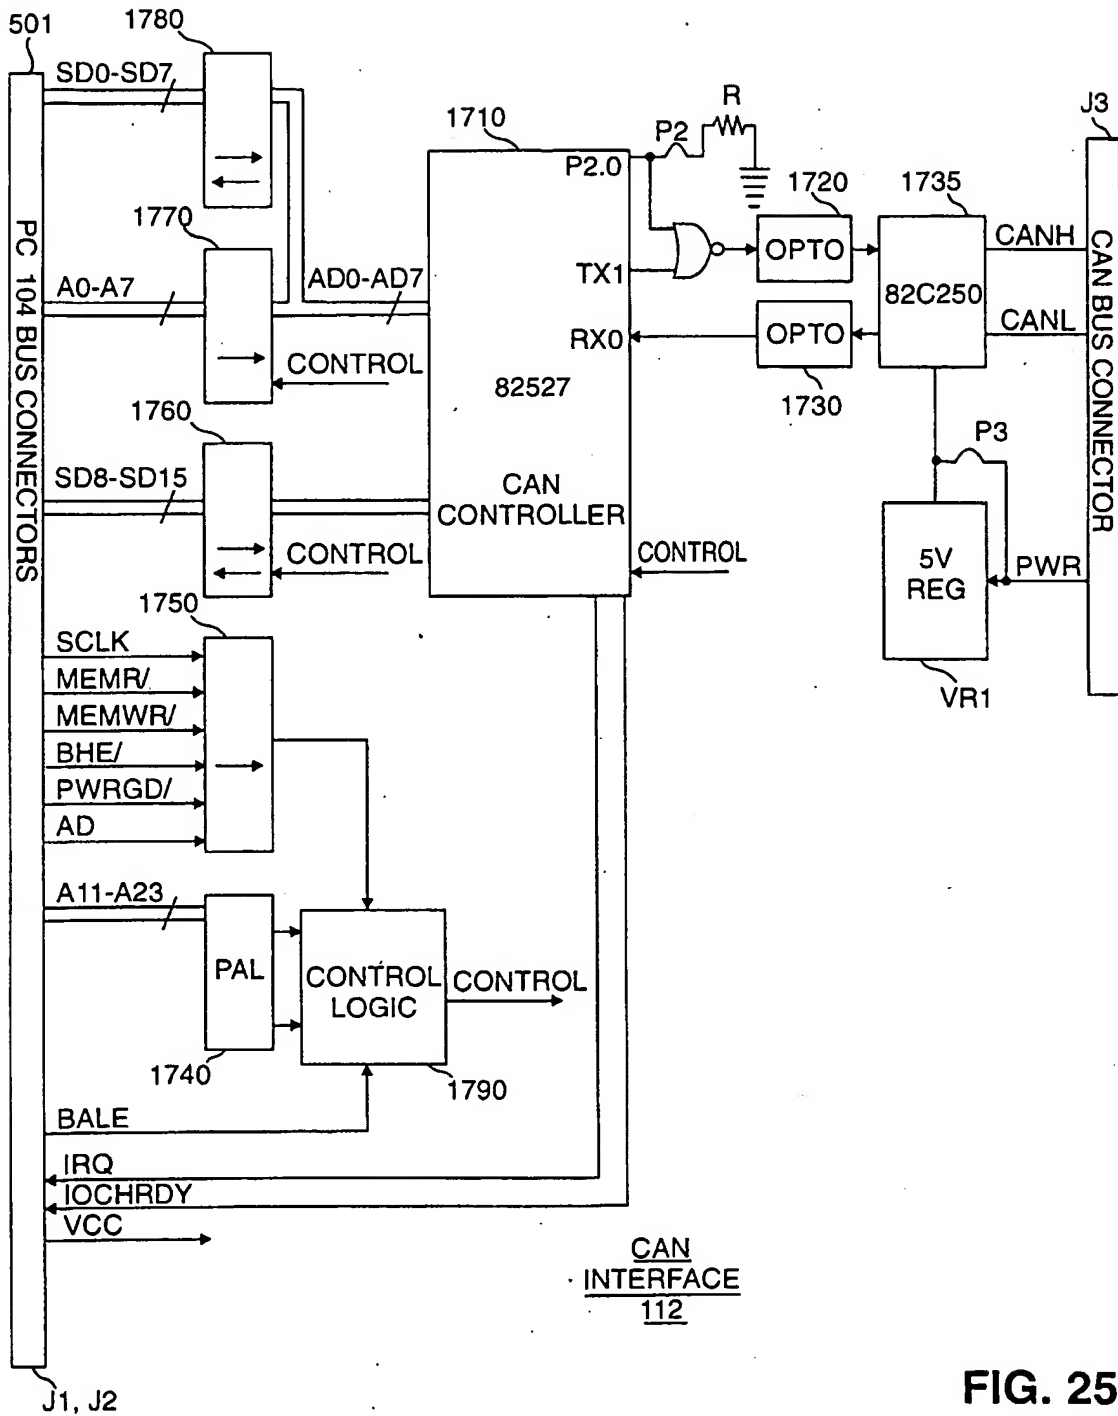 501
1780
SD0-SD7
1710
R
P2
J3
P2.0
1720
1735
1770
PC 104 BUS CONNECTORS
A0-A7
AD0-AD7
TX1
OPTO
CANH
82C250
CAN BUS CONNECTOR
CONTROL
RX0
OPTO
CANL
82527
1730
1760
P3
SD8-SD15
CAN
CONTROLLER
CONTROL
CONTROL
5V
REG
PWR
1750
SCLK
MEMR/
MEMWR/
BHE/
PWRGD/
AD
VR1
A11-A23
PAL
CONTROL
LOGIC
CONTROL
1740
1790
BALE
IRQ
IOCHRDY
VCC
CAN
INTERFACE
112
J1, J2
FIG. 25